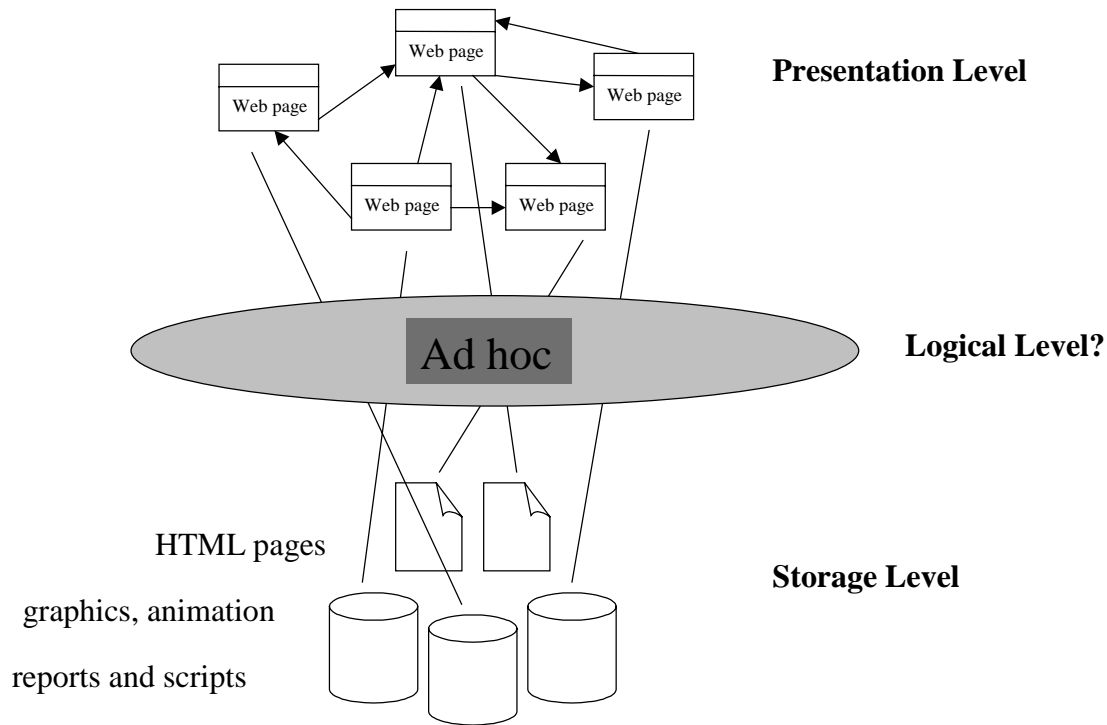 Web page
Presentation Level
Web page
Web page
Web page
Web page
Ad hoc
Logical Level?
HTML pages
Storage Level
graphics, animation
reports and scripts